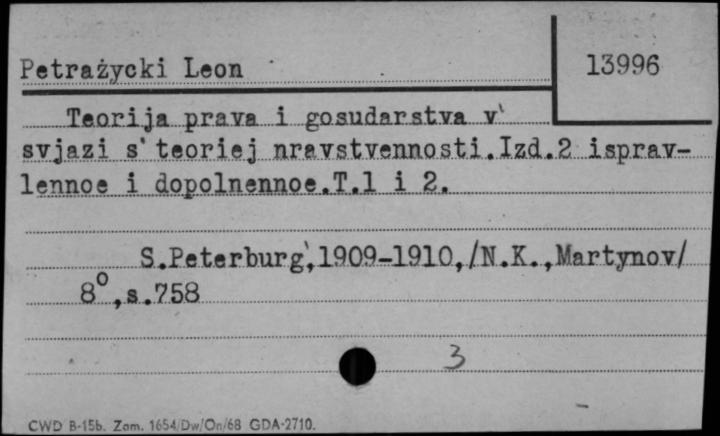 Petrażycki Leon
13996
Teorija prava i gosudarstva v'
svjazi s' teoriej nravstvennosti.Izd.2 isprav-
lennoe i dopolnennoe.T.l i 2.
S.Peterburg',1909-1910,/N.K.,Martynov/
8°,s.758
3
CWD B-15b. Zam. 1654/Dw/On/68 GDA-2710.